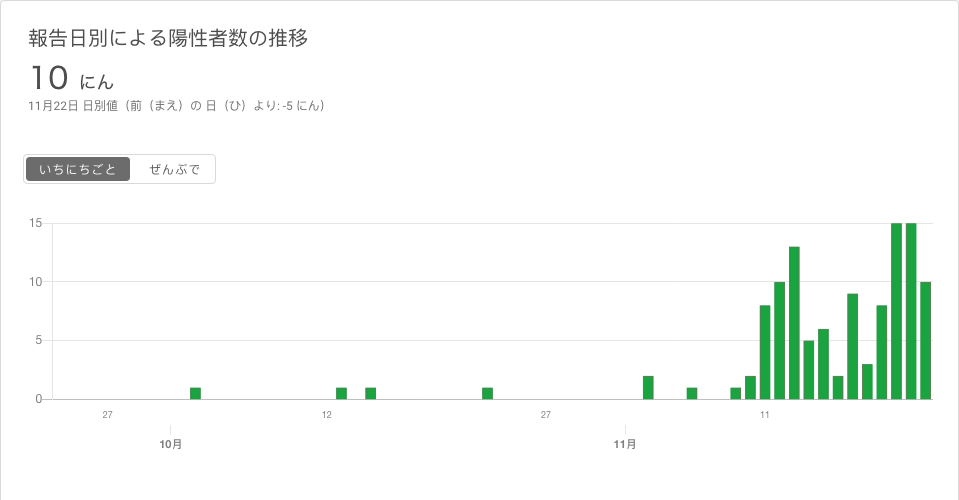 報告日別による陽性者数の推移
10 にん
11月22日 日別値（前（まえ）の 日（ひ）より: -5 にん）
いちにちごと ぜんぶで
15
10
5
0
27 12 27 11
10月 11月